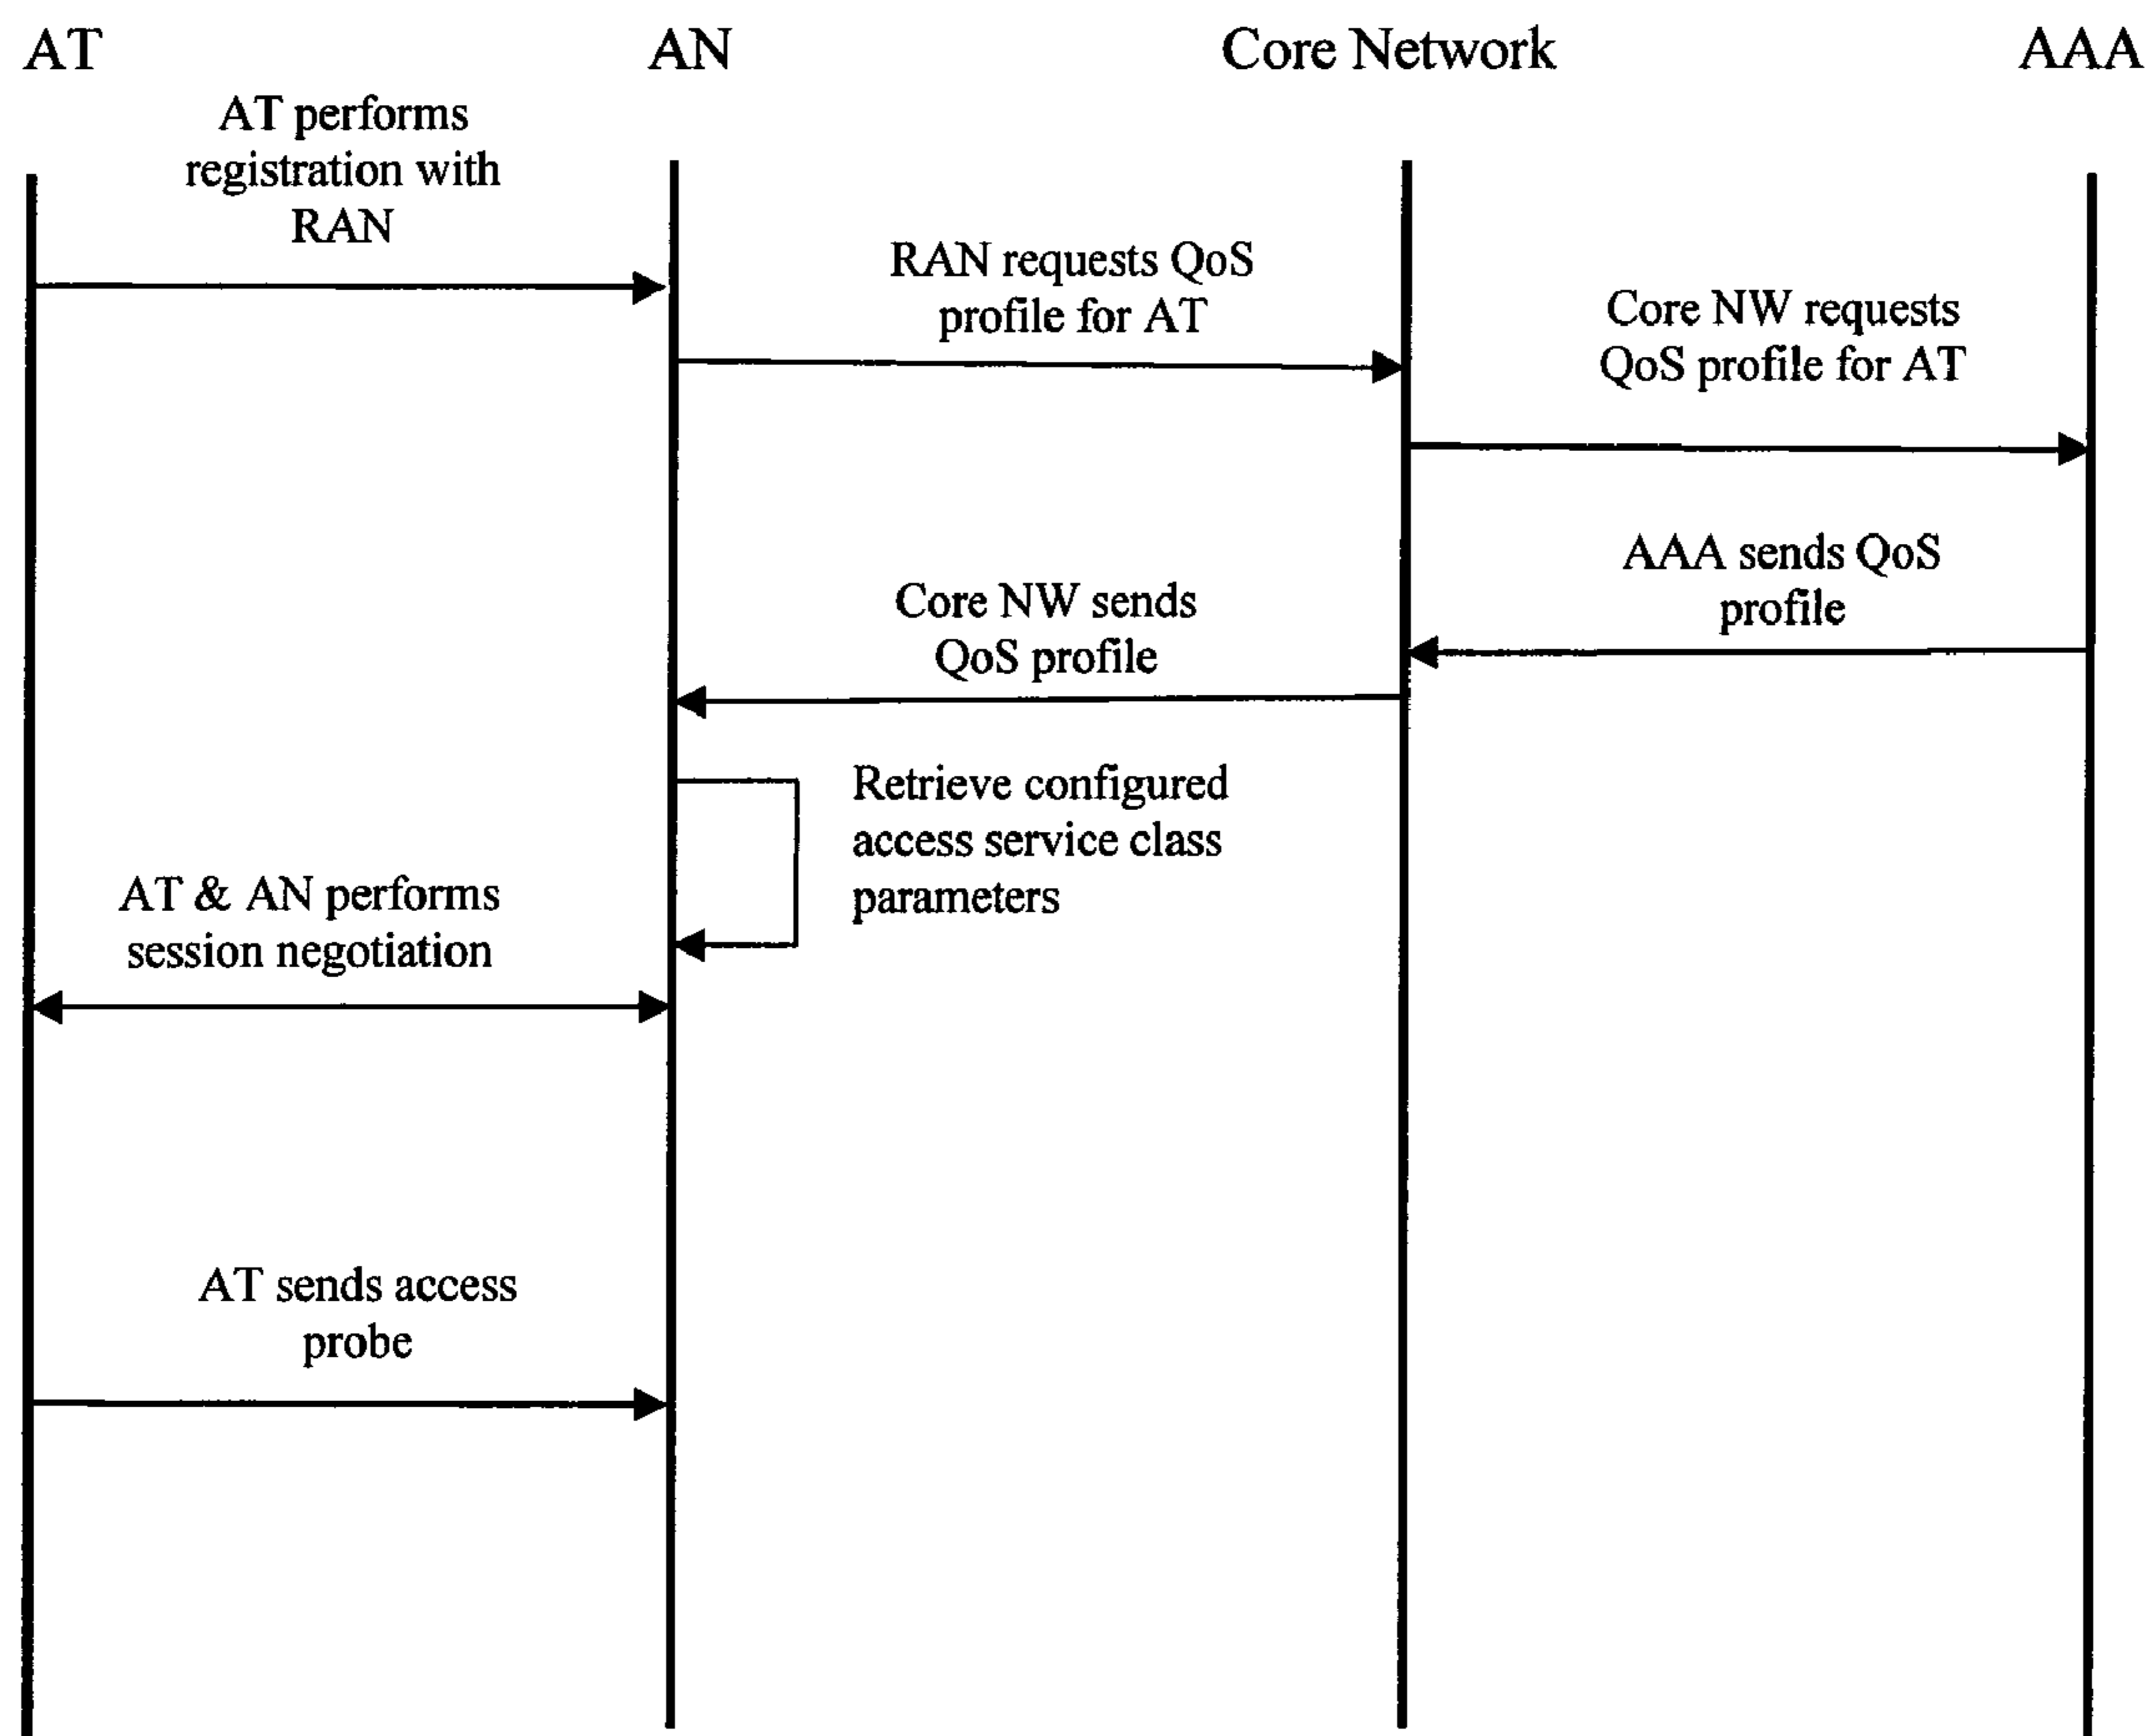 AT
AN
Core Network
AAA
AT performs
registration with
RAN
RAN requests QoS
profile for AT
Core NW requests
QoS profile for AT
AAA sends QoS
profile
Core NW sends
QoS profile
Retrieve configured
access service class
parameters
AT & AN performs
session negotiation
AT sends access
probe